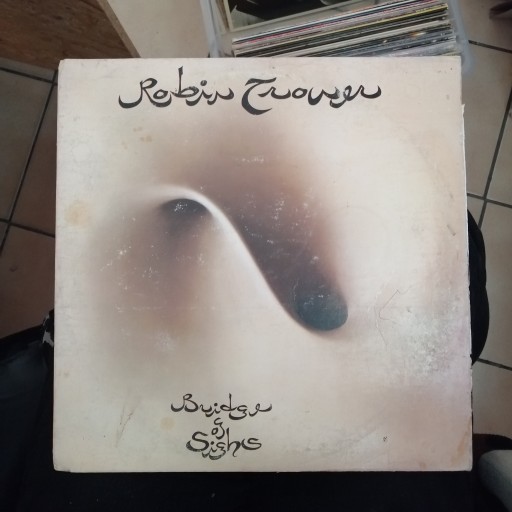 Robin Trower
Bridge
of
Sighs